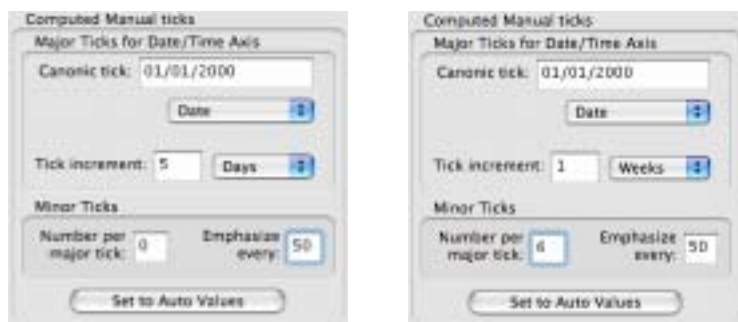 Computed Manual ticks
Major Ticks for Date/Time Axis
Canonic tick: 01/01/2000
Date
Tick increment: 5 Days
Minor Ticks
Number per major tick: 0
Emphasize every: 50
Set to Auto Values
Computed Manual ticks
Major Ticks for Date/Time Axis
Canonic tick: 01/01/2000
Date
Tick increment: 1 Weeks
Minor Ticks
Number per major tick: 6
Emphasize every: 50
Set to Auto Values